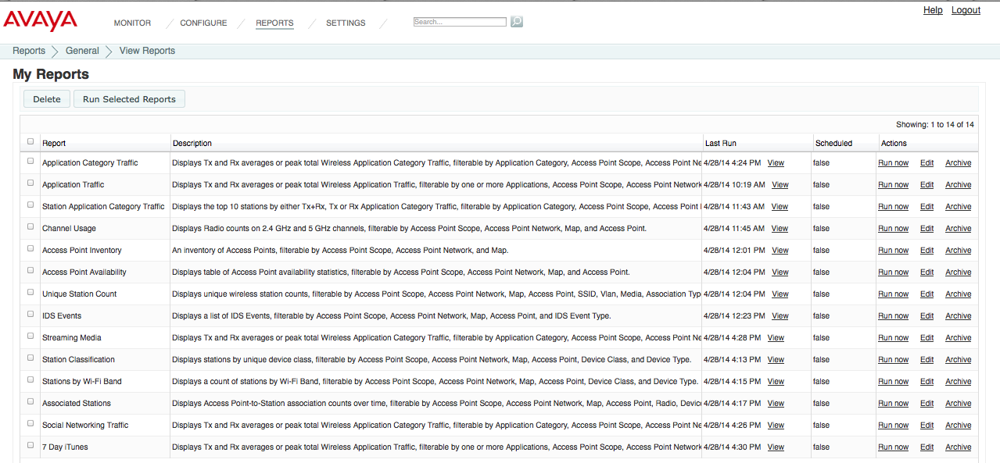 Help Logout
AVAYA MONITOR CONFIGURE REPORTS SETTINGS Search...
Reports General View Reports
My Reports
Delete Run Selected Reports
Showing: 1 to 14 of 14
Report Description Last Run Scheduled Actions
Application Category Traffic Displays Tx and Rx averages or peak total Wireless Application Category Traffic, filterable by Application Category, Access Point Scope, Access Point Ne 4/28/14 4:24 PM View false Run now Edit Archive
Application Traffic Displays Tx and Rx averages or peak total Wireless Application Traffic, filterable by one or more Applications, Access Point Scope, Access Point Network 4/28/14 10:19 AM View false Run now Edit Archive
Station Application Category Traffic Displays the top 10 stations by either Tx+Rx, Tx or Rx Application Category Traffic, filterable by Application Category, Access Point Scope, Access Point 4/28/14 11:43 AM View false Run now Edit Archive
Channel Usage Displays Radio counts on 2.4 GHz and 5 GHz channels, filterable by Access Point Scope, Access Point Network, Map, and Access Point. 4/28/14 11:45 AM View false Run now Edit Archive
Access Point Inventory An inventory of Access Points, filterable by Access Point Scope, Access Point Network, and Map. 4/28/14 12:01 PM View false Run now Edit Archive
Access Point Availability Displays table of Access Point availability statistics, filterable by Access Point Scope, Access Point Network, Map, and Access Point. 4/28/14 12:04 PM View false Run now Edit Archive
Unique Station Count Displays unique wireless station counts, filterable by Access Point Scope, Access Point Network, Map, Access Point, SSID, Vlan, Media, Association Typ 4/28/14 12:04 PM View false Run now Edit Archive
IDS Events Displays a list of IDS Events, filterable by Access Point Scope, Access Point Network, Map, Access Point, and IDS Event Type. 4/28/14 12:23 PM View false Run now Edit Archive
Streaming Media Displays Tx and Rx averages or peak total Wireless Application Category Traffic, filterable by Application Category, Access Point Scope, Access Point Ne 4/28/14 4:28 PM View false Run now Edit Archive
Station Classification Displays stations by unique device class, filterable by Access Point Scope, Access Point Network, Map, Access Point, Device Class, and Device Type. 4/28/14 4:13 PM View false Run now Edit Archive
Stations by Wi-Fi Band Displays a count of stations by Wi-Fi Band, filterable by Access Point Scope, Access Point Network, Map, Access Point, Device Class, and Device Type. 4/28/14 4:15 PM View false Run now Edit Archive
Associated Stations Displays Access Point-to-Station association counts over time, filterable by Access Point Scope, Access Point Network, Map, Access Point, Radio, Devic 4/28/14 4:17 PM View false Run now Edit Archive
Social Networking Traffic Displays Tx and Rx averages or peak total Wireless Application Category Traffic, filterable by Application Category, Access Point Scope, Access Point Ne 4/28/14 4:26 PM View false Run now Edit Archive
7 Day iTunes Displays Tx and Rx averages or peak total Wireless Application Traffic, filterable by one or more Applications, Access Point Scope, Access Point Network 4/28/14 4:30 PM View false Run now Edit Archive